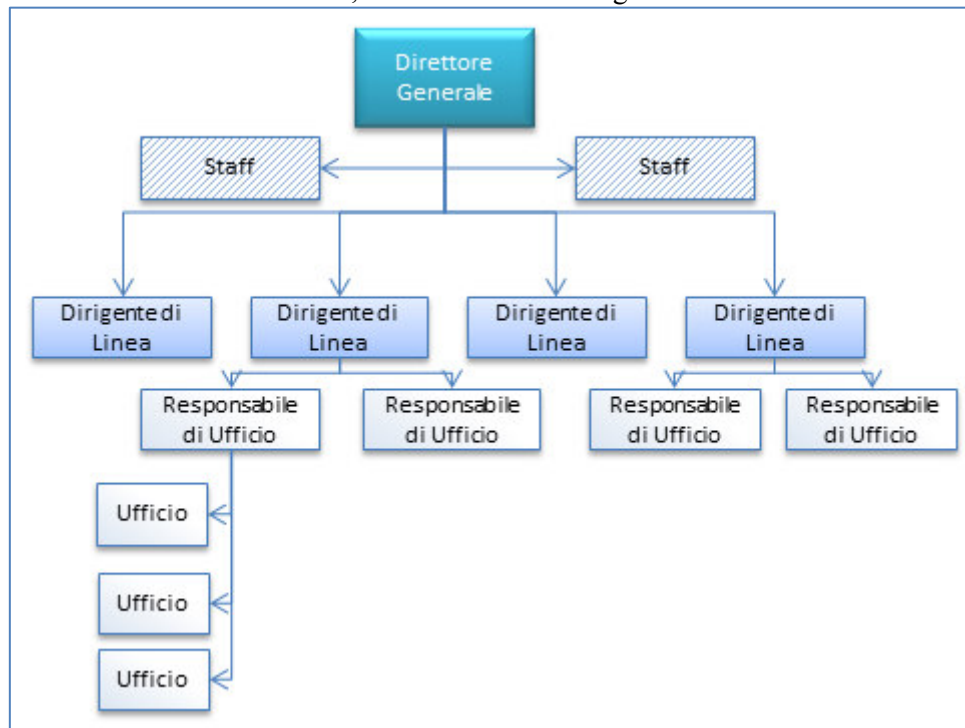 Direttore
Generale
Staff
Staff
Dirigente di
Linea
Dirigente di
Linea
Dirigente di
Linea
Dirigente di
Linea
Responsabile
di Ufficio
Responsabile
di Ufficio
Responsabile
di Ufficio
Responsabile
di Ufficio
Ufficio
Ufficio
Ufficio